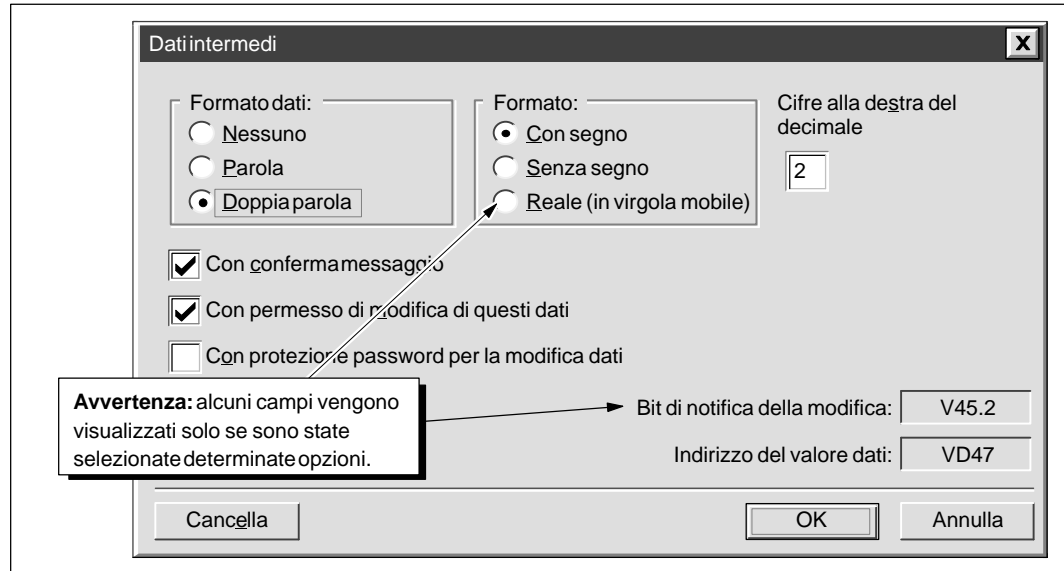 Dati intermedi
Formato dati:
Nessuno
Parola
Doppia parola
Formato:
Con segno
Senza segno
Reale (in virgola mobile)
Cifre alla destra del
decimale
2
Con conferma messaggio
Con permesso di modifica di questi dati
Con protezione password per la modifica dati
Avvertenza: alcuni campi vengono
visualizzati solo se sono state
selezionate determinate opzioni.
Bit di notifica della modifica: V45.2
Indirizzo del valore dati: VD47
Cancella OK Annulla